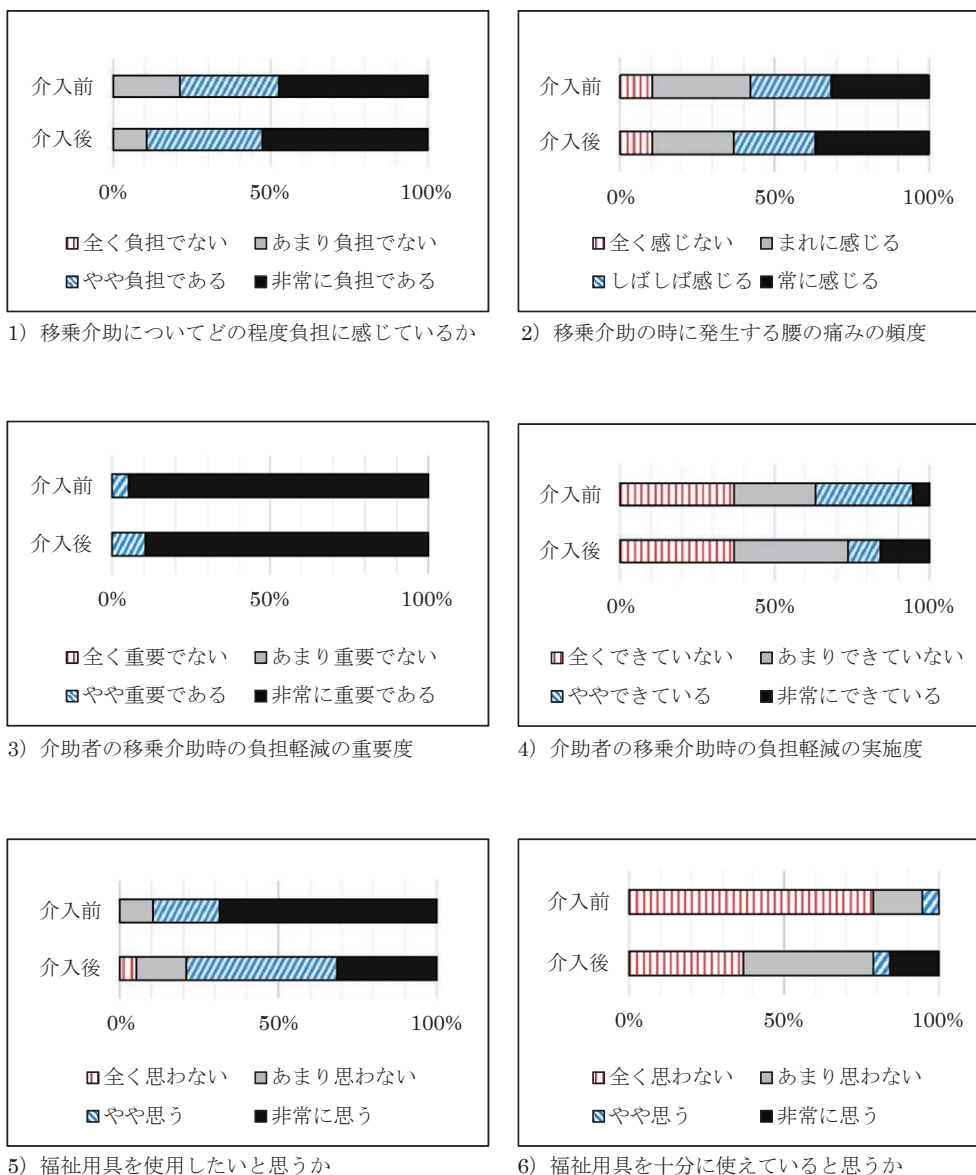 介入前
介入後
0% 50% 100%
全く負担でない あまり負担でない
やや負担である 非常に負担である
1）移乗介助についてどの程度負担に感じているか
介入前
介入後
0% 50% 100%
全く感じない まれに感じる
しばしば感じる 常に感じる
2）移乗介助の時に発生する腰の痛みの頻度
介入前
介入後
0% 50% 100%
全く重要でない あまり重要でない
やや重要である 非常に重要である
3）介助者の移乗介助時の負担軽減の重要度
介入前
介入後
0% 50% 100%
全くできていない あまりできていない
ややできている 非常にできている
4）介助者の移乗介助時の負担軽減の実施度
介入前
介入後
0% 50% 100%
全く思わない あまり思わない
やや思う 非常に思う
5）福祉用具を使用したいと思うか
介入前
介入後
0% 50% 100%
全く思わない あまり思わない
やや思う 非常に思う
6）福祉用具を十分に使えていると思うか